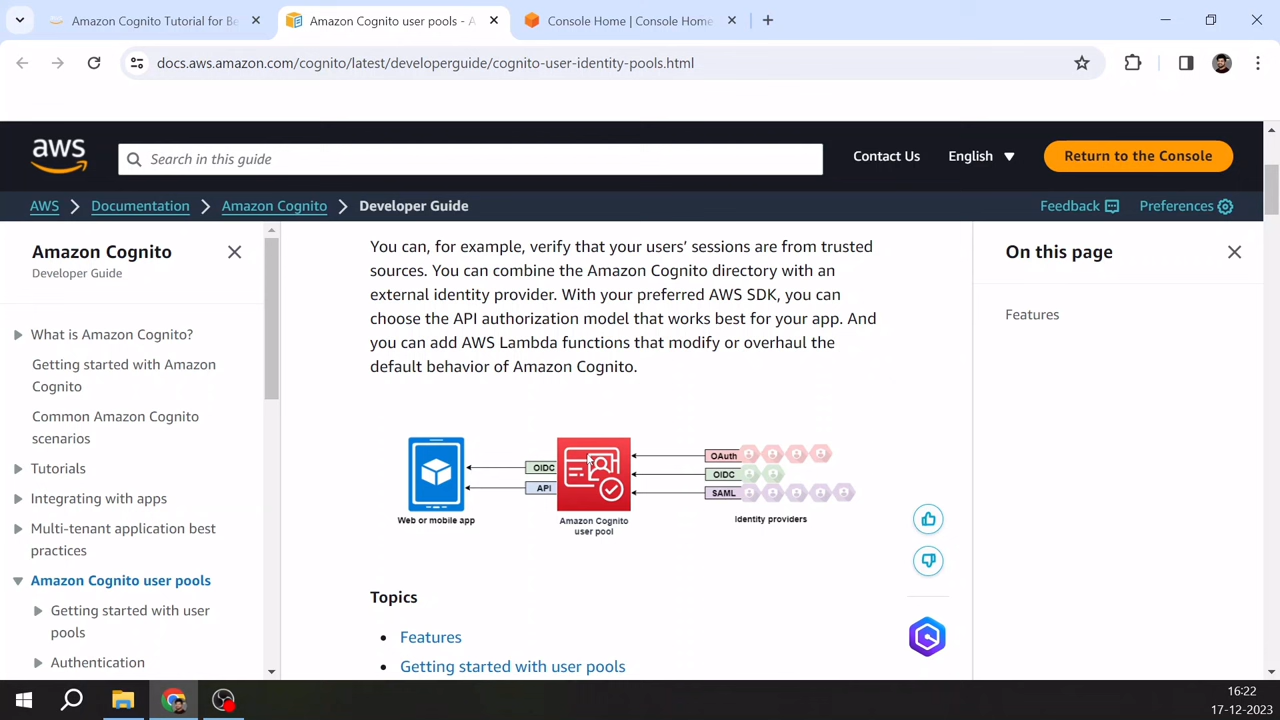 Amazon Cognito Tutorial for Be
Amazon Cognito user pools - A
Console Home | Console Home
docs.aws.amazon.com/cognito/latest/developerguide/cognito-user-identity-pools.html
aws
Search in this guide
Contact Us
English
Return to the Console
AWS
Documentation
Amazon Cognito
Developer Guide
Feedback
Preferences
Amazon Cognito
Developer Guide
What is Amazon Cognito?
Getting started with Amazon
Cognito
Common Amazon Cognito
scenarios
Tutorials
Integrating with apps
Multi-tenant application best
practices
Amazon Cognito user pools
Getting started with user
pools
Authentication
You can, for example, verify that your users’ sessions are from trusted
sources. You can combine the Amazon Cognito directory with an
external identity provider. With your preferred AWS SDK, you can
choose the API authorization model that works best for your app. And
you can add AWS Lambda functions that modify or overhaul the
default behavior of Amazon Cognito.
OIDC
API
OAuth
OIDC
SAML
Web or mobile app
Amazon Cognito
user pool
Identity providers
Topics
• Features
• Getting started with user pools
On this page
Features
16:22
17-12-2023